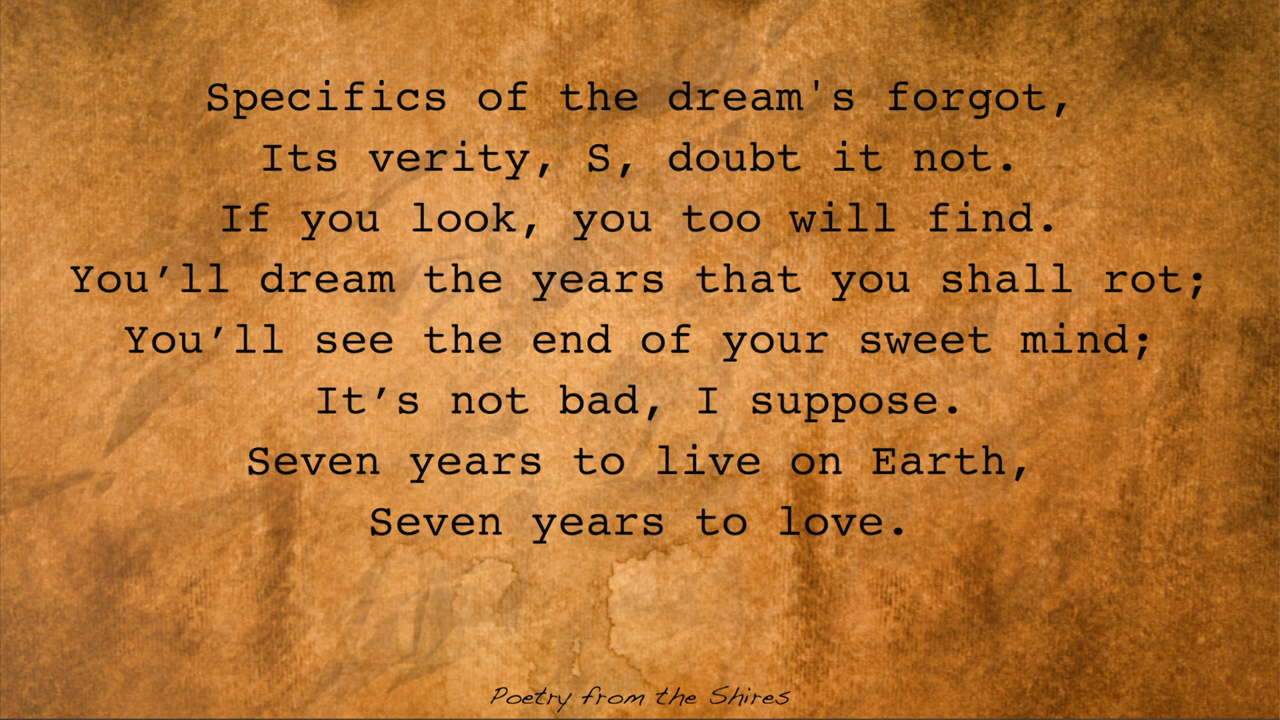 Specifics of the dream's forgot,
Its verity, S, doubt it not.
If you look, you too will find.
You’ll dream the years that you shall rot;
You’ll see the end of your sweet mind;
It’s not bad, I suppose.
Seven years to live on Earth,
Seven years to love.
Poetry from the Shires